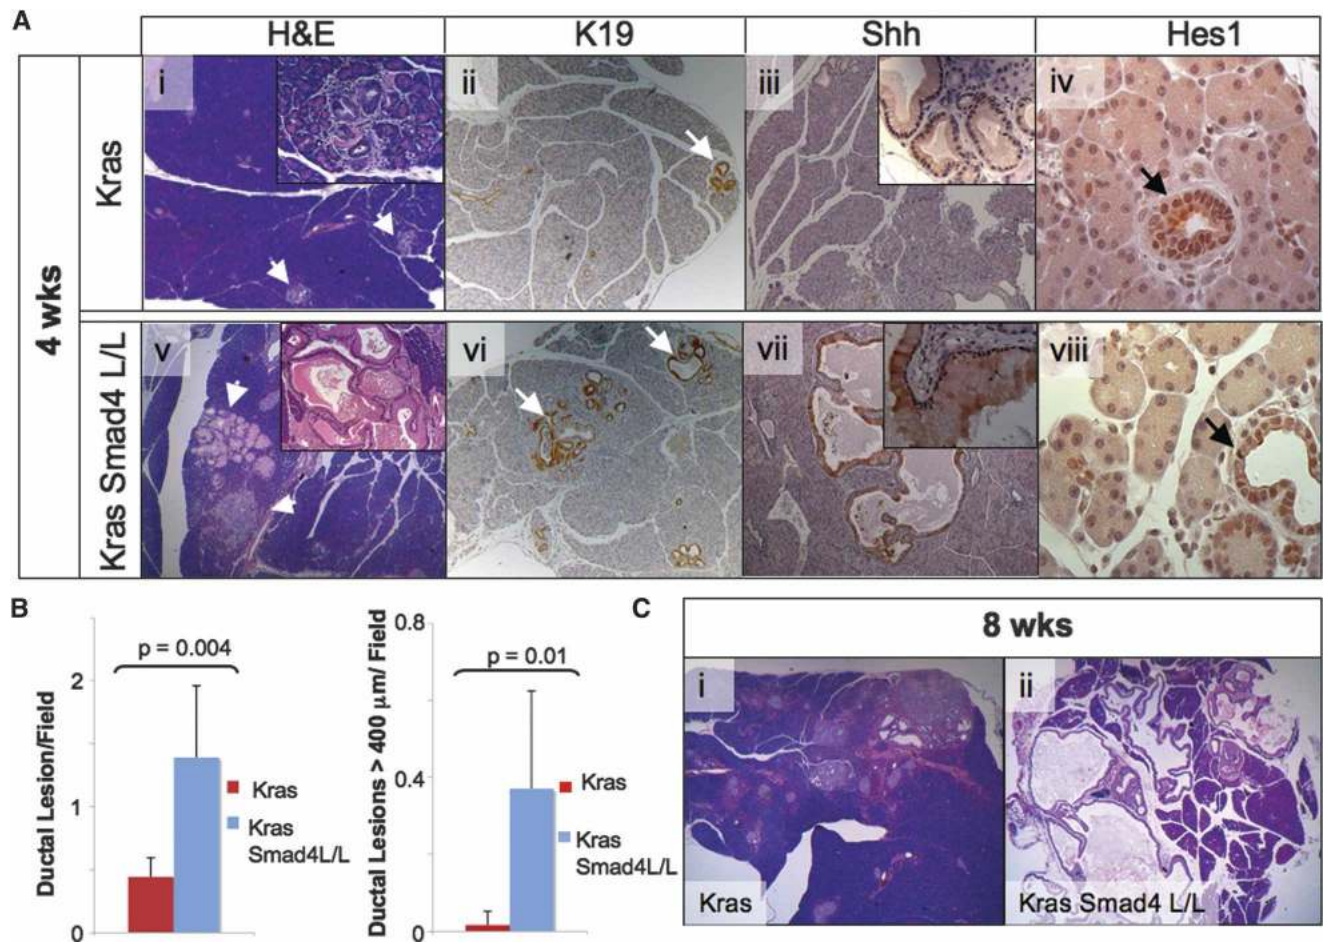 A
H&E
K19
Shh
Hes1
4 wks
Kras
i
ii
iii
iv
Kras Smad4 L/L
v
vi
vii
viii
B
Ductal Lesion/Field
2
1
0
p = 0.004
Kras
Kras
Smad4L/L
Ductal Lesions > 400 μm/ Field
0.8
0.4
0
p = 0.01
Kras
Kras
Smad4L/L
C
8 wks
i
Kras
ii
Kras Smad4 L/L